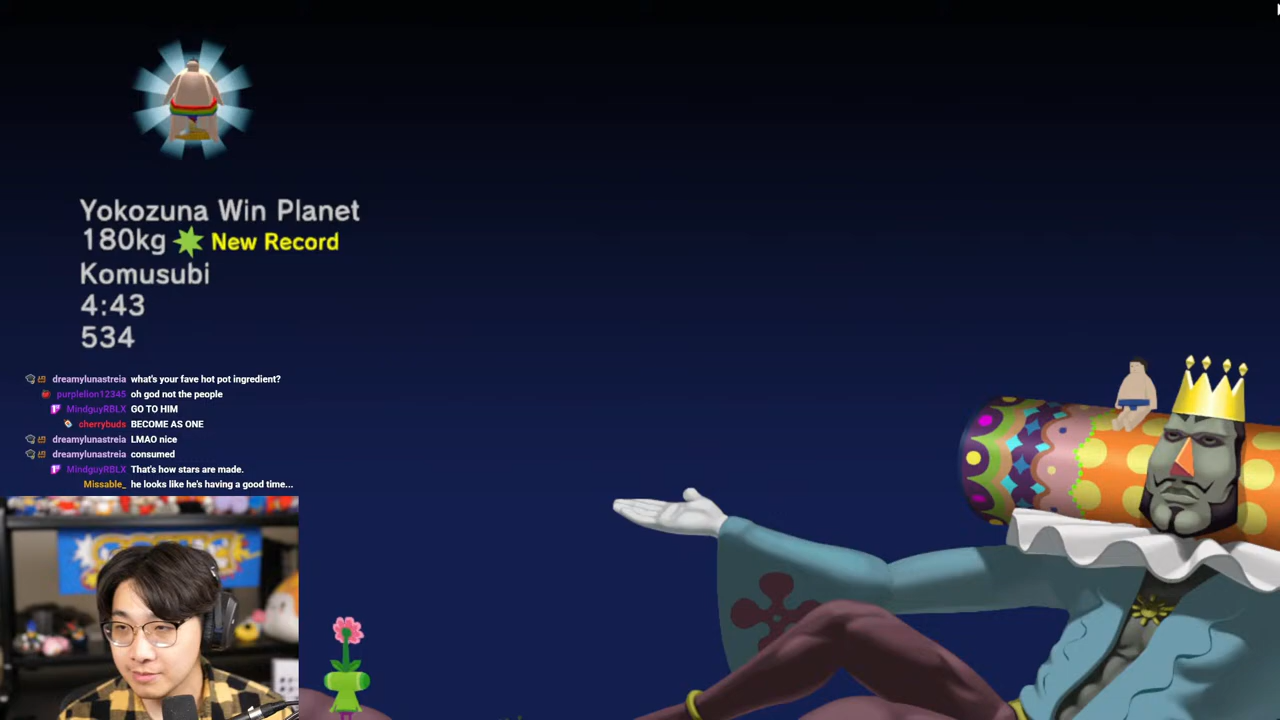 Yokozuna Win Planet
180kg New Record
Komusubi
4:43
534
dreamylunastreia what's your fave hot pot ingredient?
purplelion12345 oh god not the people
MindguyRBLX GO TO HIM
cherrybuds BECOME AS ONE
dreamylunastreia LMAO nice
dreamylunastreia consumed
MindguyRBLX That's how stars are made.
Missable_ he looks like he's having a good time...